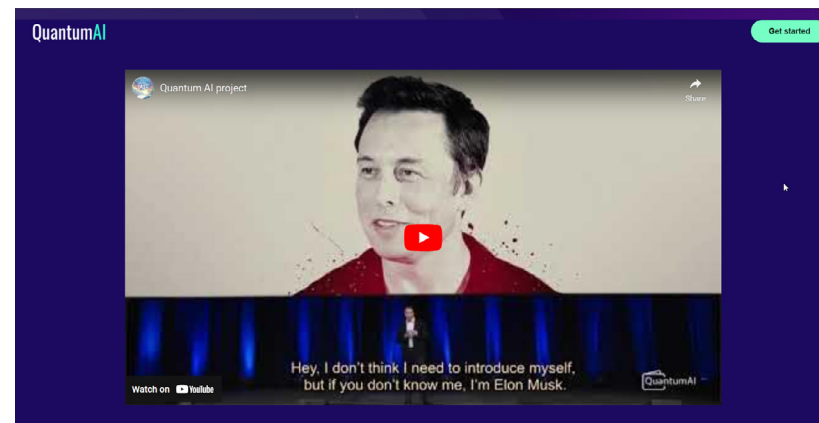 QuantumAI
Get started
Quantum AI project
Share
Hey, I don't think I need to introduce myself,
but if you don't know me, I'm Elon Musk.
Watch on YouTube
QuantumAI